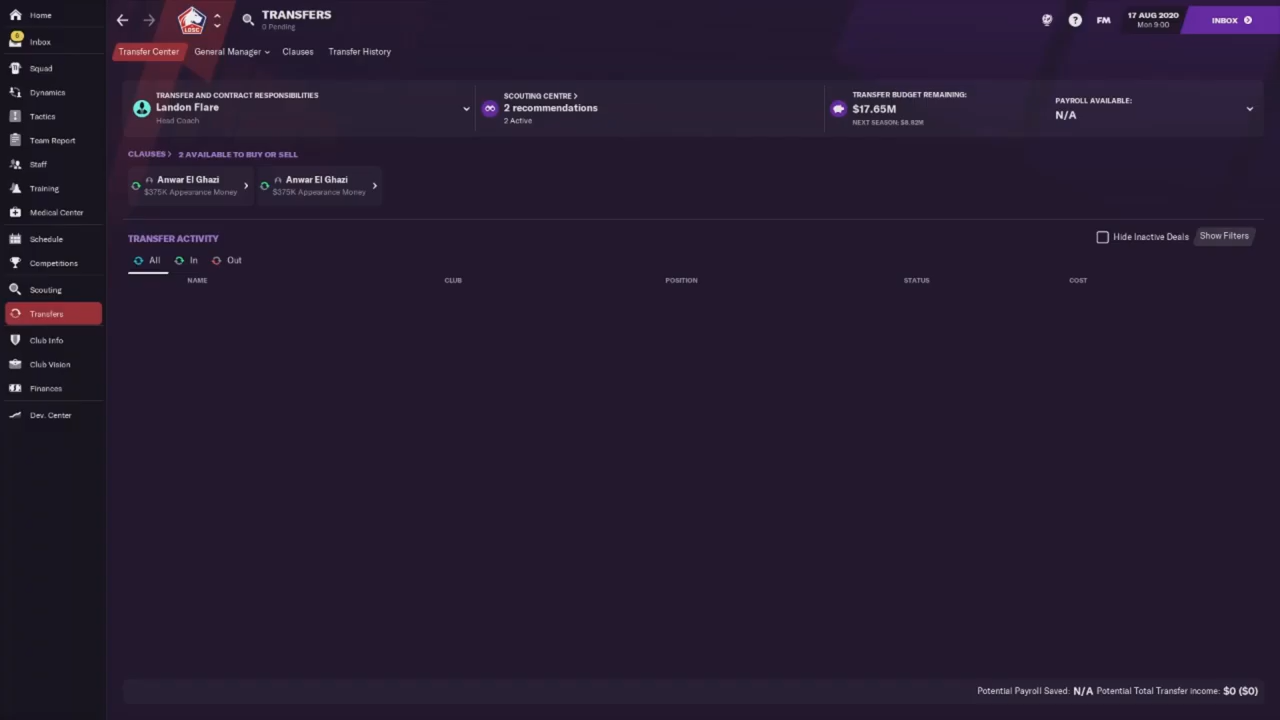 Home
6
Inbox
Squad
Dynamics
Tactics
Team Report
Staff
Training
Medical Center
Schedule
Competitions
Scouting
Transfers
Club Info
Club Vision
Finances
Dev. Center
LOSC
TRANSFERS
0 Pending
?
FM
17 AUG 2020
Mon 9:00
INBOX
Transfer Center
General Manager
Clauses
Transfer History
TRANSFER AND CONTRACT RESPONSIBILITIES
Landon Flare
Head Coach
SCOUTING CENTRE >
2 recommendations
2 Active
TRANSFER BUDGET REMAINING:
$17.65M
NEXT SEASON: $8.82M
PAYROLL AVAILABLE:
N/A
CLAUSES > 2 AVAILABLE TO BUY OR SELL
Anwar El Ghazi
$375K Appearance Money
Anwar El Ghazi
$375K Appearance Money
TRANSFER ACTIVITY
Hide Inactive Deals
Show Filters
All
In
Out
NAME
CLUB
POSITION
STATUS
COST
Potential Payroll Saved: N/A Potential Total Transfer income: $0 ($0)